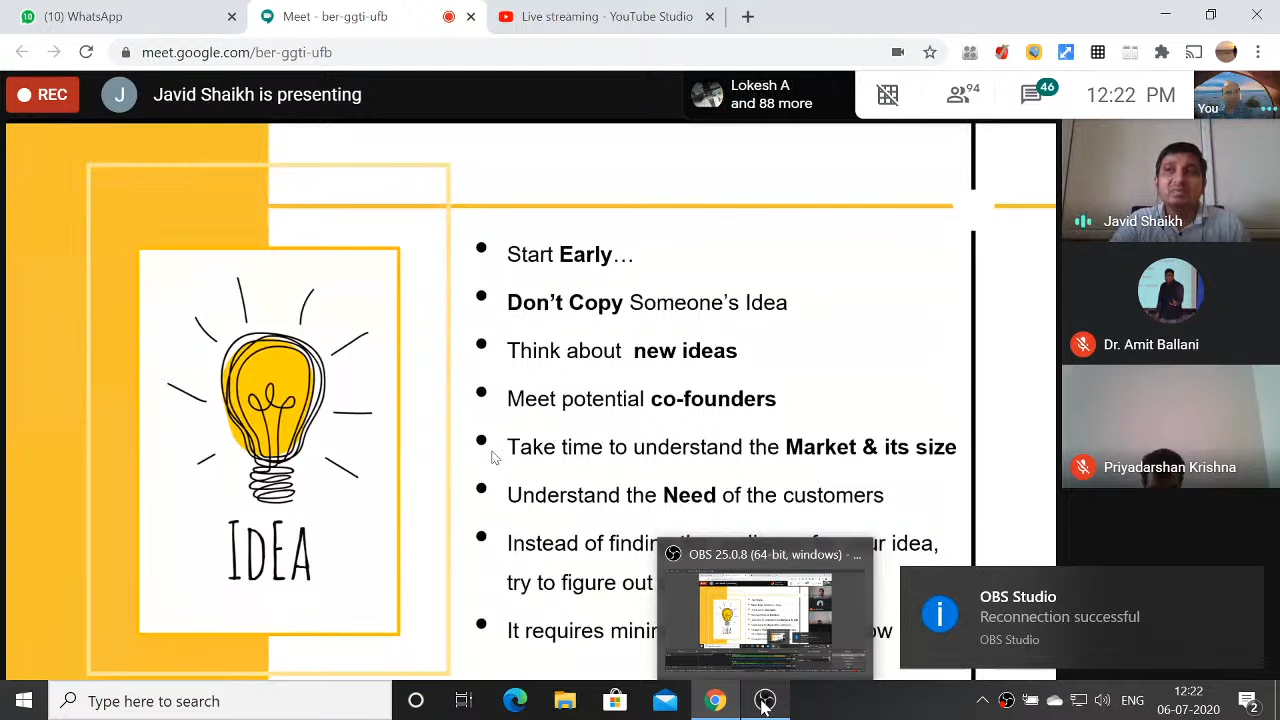 (10) WhatsApp
Meet - ber-ggti-ufb
Live streaming - YouTube Studio
meet.google.com/ber-ggti-ufb
REC
J
Javid Shaikh is presenting
Lokesh A
and 88 more
94
46
12:22 PM
You
Javid Shaikh
Dr. Amit Ballani
Priyadarshan Krishna
Start Early…
Don’t Copy Someone’s Idea
Think about new ideas
Meet potential co-founders
Take time to understand the Market & its size
Understand the Need of the customers
Instead of ur idea,
try to figure out
It requires
IDEA
OBS 25.0.8 (64-bit, windows) - ...
OBS Studio
Reconnection successful
OBS Studio
Type here to search
ENG
12:22
06-07-2020
2